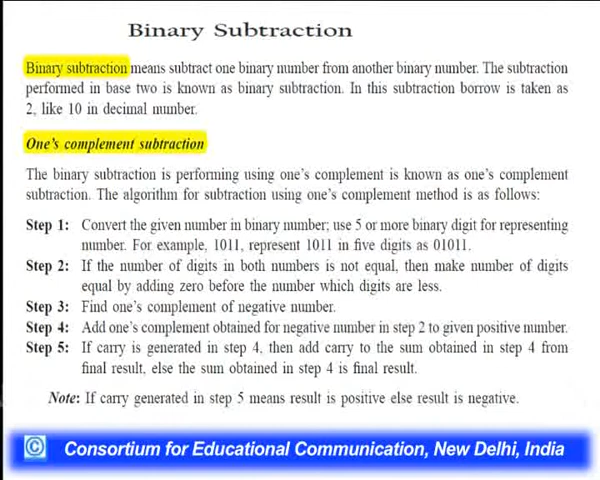 Binary Subtraction
Binary subtraction means subtract one binary number from another binary number. The subtraction
performed in base two is known as binary subtraction. In this subtraction borrow is taken as
2, like 10 in decimal number.
One's complement subtraction
The binary subtraction is performing using one's complement is known as one's complement
subtraction. The algorithm for subtraction using one's complement method is as follows:
Step 1: Convert the given number in binary number; use 5 or more binary digit for representing
number. For example, 1011, represent 1011 in five digits as 01011.
Step 2: If the number of digits in both numbers is not equal, then make number of digits
equal by adding zero before the number which digits are less.
Step 3: Find one's complement of negative number.
Step 4: Add one's complement obtained for negative number in step 2 to given positive number.
Step 5: If carry is generated in step 4, then add carry to the sum obtained in step 4 from
final result, else the sum obtained in step 4 is final result.
Note: If carry generated in step 5 means result is positive else result is negative.
© Consortium for Educational Communication, New Delhi, India